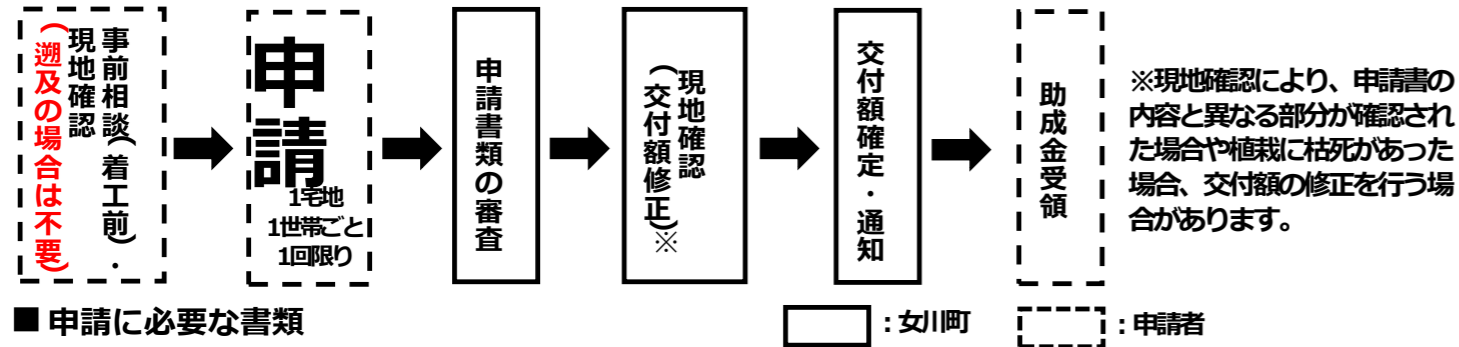 事前相談(着工前)・
現地確認
(遡及の場合は不要)
申請
1宅地
1世帯ごと
1回限り
申請書類の審査
現地確認
(交付額修正)※
交付額確定・通知
助成金受領
※現地確認により、申請書の
内容と異なる部分が確認され
た場合や植栽に枯死があった
場合、交付額の修正を行う場
合があります。
■ 申請に必要な書類
:女川町
:申請者